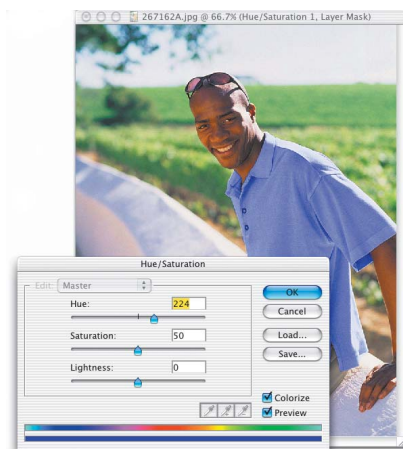 267162A.jpg @ 66.7% (Hue/Saturation 1, Layer Mask)
Hue/Saturation
Edit: Master
OK
Hue: 224
Cancel
Saturation: 50
Load...
Save...
Lightness: 0
Colorize
Preview